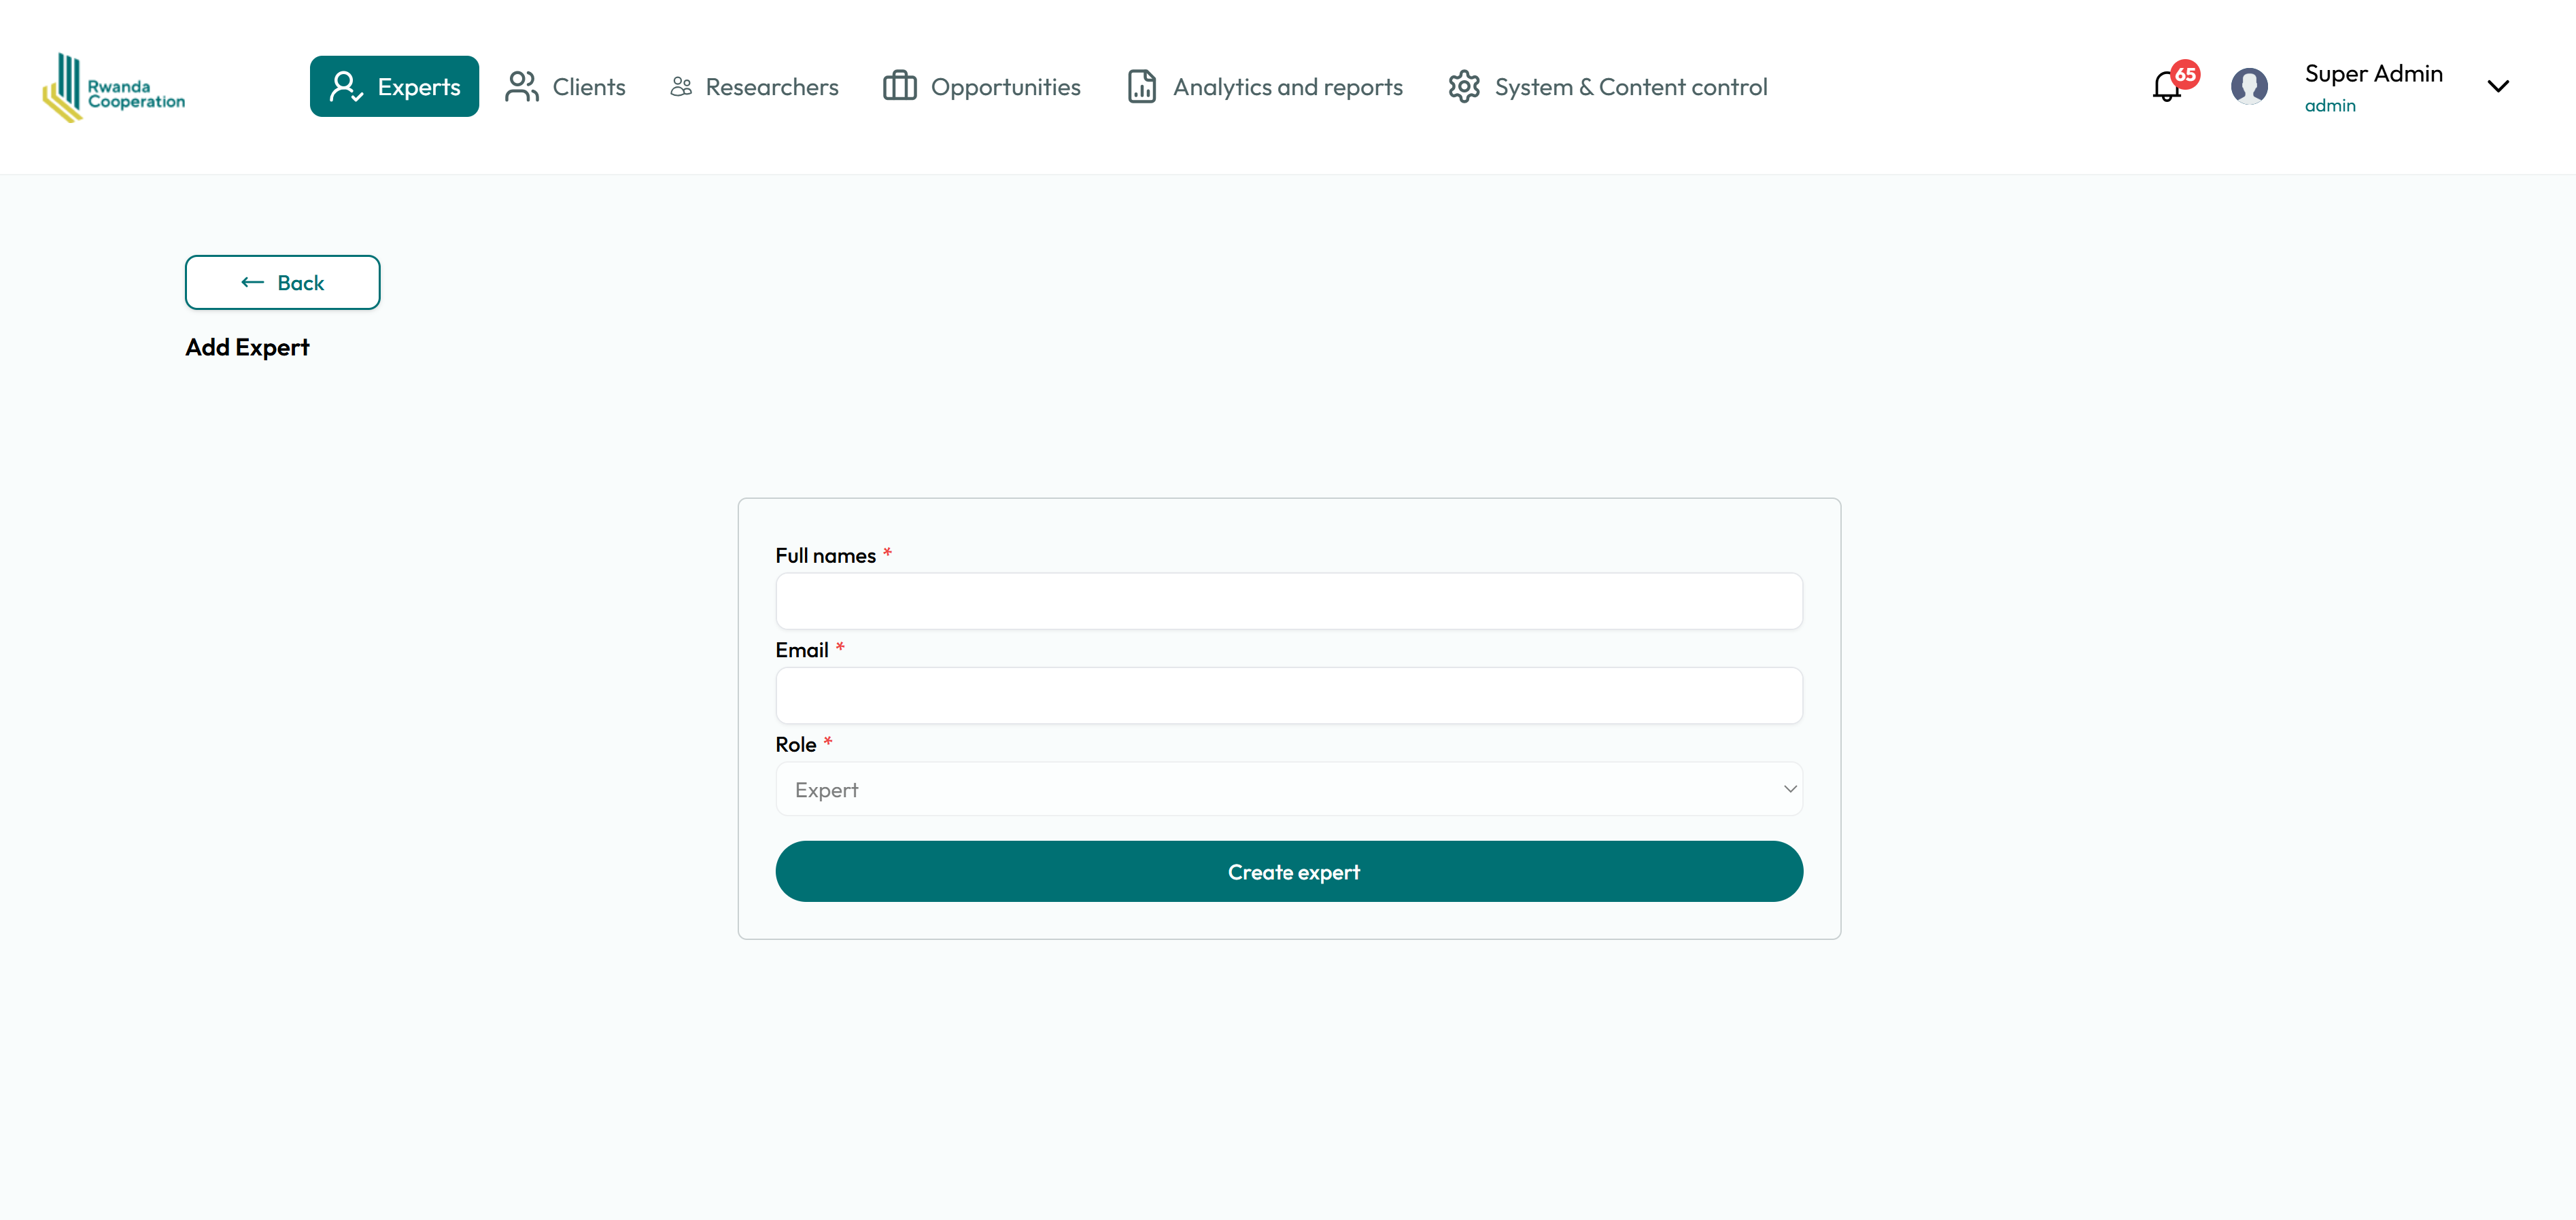 Rwanda
Cooperation
Experts
Clients
Researchers
Opportunities
Analytics and reports
System & Content control
65
Super Admin
admin
Back
Add Expert
Full names *
Email *
Role *
Expert
Create expert